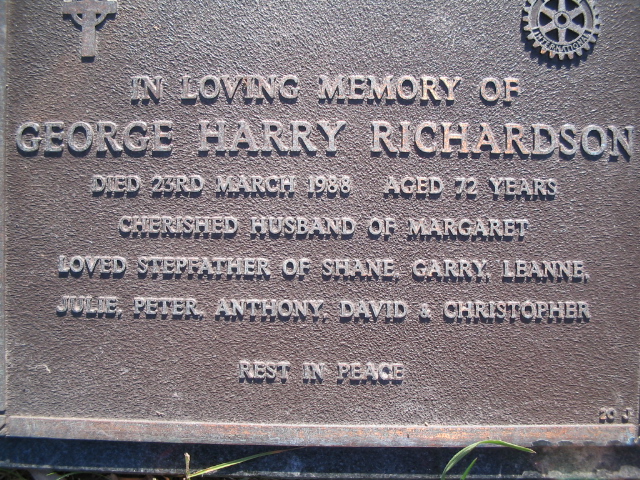 INTERNATIONAL
IN LOVING MEMORY OF
GEORGE HARRY RICHARDSON
DIED 23RD MARCH 1988 AGED 72 YEARS
CHERISHED HUSBAND OF MARGARET
LOVED STEPFATHER OF SHANE, GARRY, LEANNE,
JULIE, PETER, ANTHONY, DAVID & CHRISTOPHER
REST IN PEACE